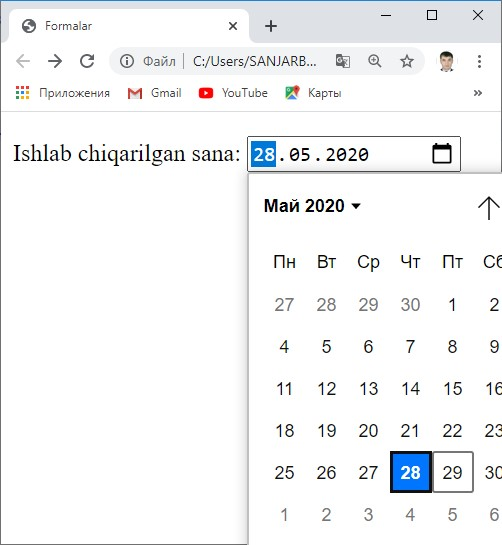 Formalar
Файл C:/Users/SANJARB...
Приложения Gmail YouTube Карты »
Ishlab chiqarilgan sana: 28.05.2020
Май 2020
Пн Вт Ср Чт Пт Сб
27 28 29 30 1 2
4 5 6 7 8 9
11 12 13 14 15 16
18 19 20 21 22 23
25 26 27 28 29 30
1 2 3 4 5 6